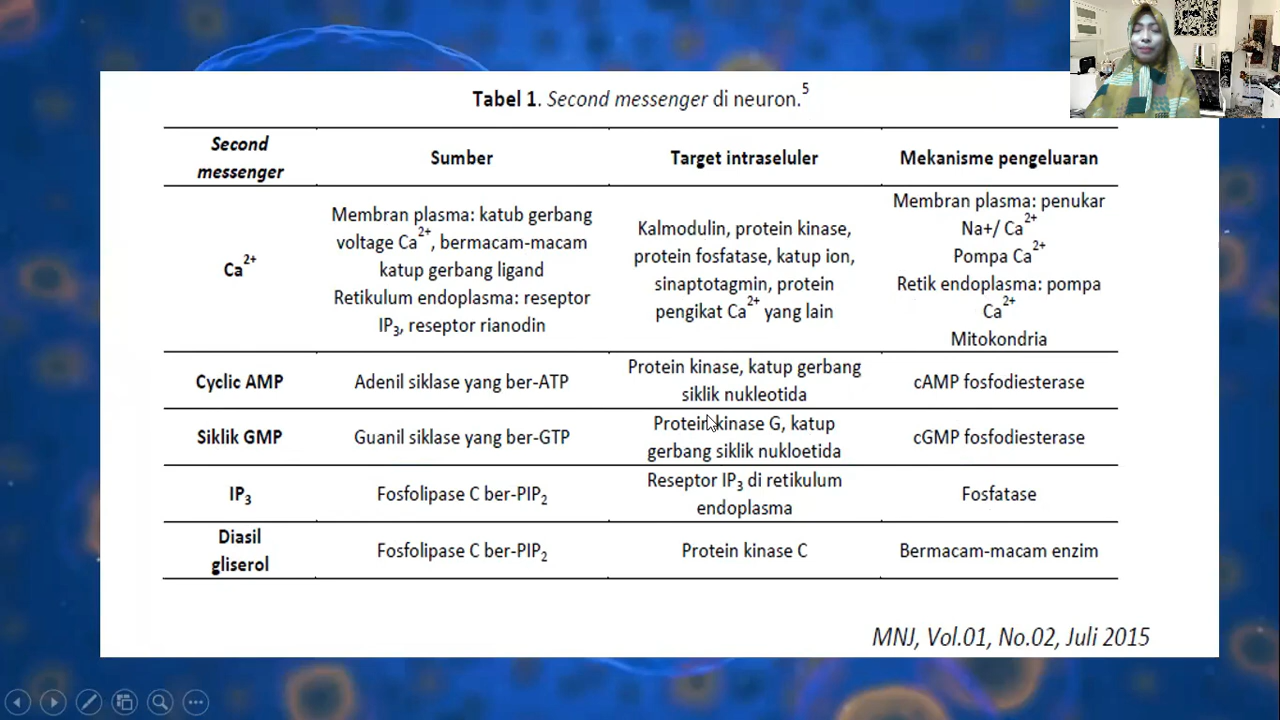 Tabel 1. Second messenger di neuron.5
Second
messenger
Sumber
Target intraseluler
Mekanisme pengeluaran
Ca2+
Membran plasma: katub gerbang
voltage Ca2+, bermacam-macam
katup gerbang ligand
Retikulum endoplasma: reseptor
IP3, reseptor rianodin
Kalmodulin, protein kinase,
protein fosfatase, katup ion,
sinaptotagmin, protein
pengikat Ca2+ yang lain
Membran plasma: penukar
Na+/ Ca2+
Pompa Ca2+
Retik endoplasma: pompa
Ca2+
Mitokondria
Cyclic AMP
Adenil siklase yang ber-ATP
Protein kinase, katup gerbang
siklik nukleotida
cAMP fosfodiesterase
Siklik GMP
Guanil siklase yang ber-GTP
Protein kinase G, katup
gerbang siklik nukloetida
cGMP fosfodiesterase
IP3
Fosfolipase C ber-PIP2
Reseptor IP3 di retikulum
endoplasma
Fosfatase
Diasil
gliserol
Fosfolipase C ber-PIP2
Protein kinase C
Bermacam-macam enzim
MNJ, Vol.01, No.02, Juli 2015